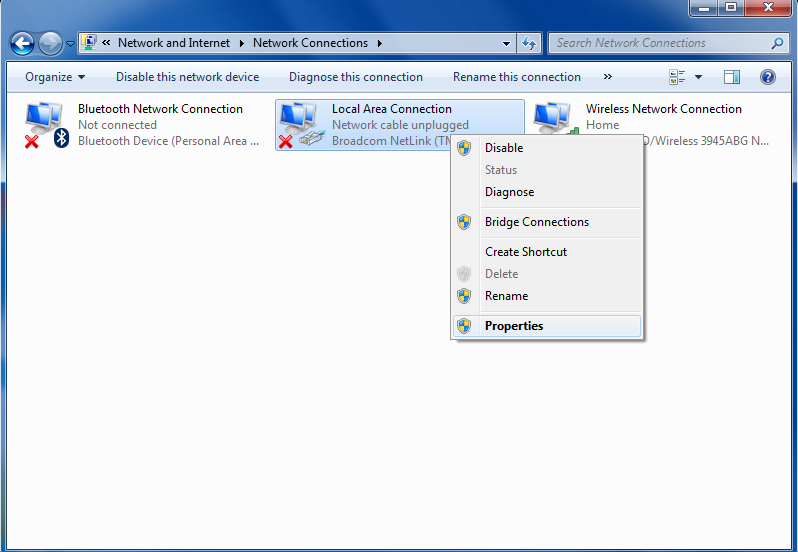 « Network and Internet ▸ Network Connections ▸
Search Network Connections
Organize Disable this network device Diagnose this connection Rename this connection »
Bluetooth Network Connection
Not connected
Bluetooth Device (Personal Area ...
Local Area Connection
Network cable unplugged
Broadcom NetLink (TM
Wireless Network Connection
Home
/Wireless 3945ABG N...
Disable
Status
Diagnose
Bridge Connections
Create Shortcut
Delete
Rename
Properties